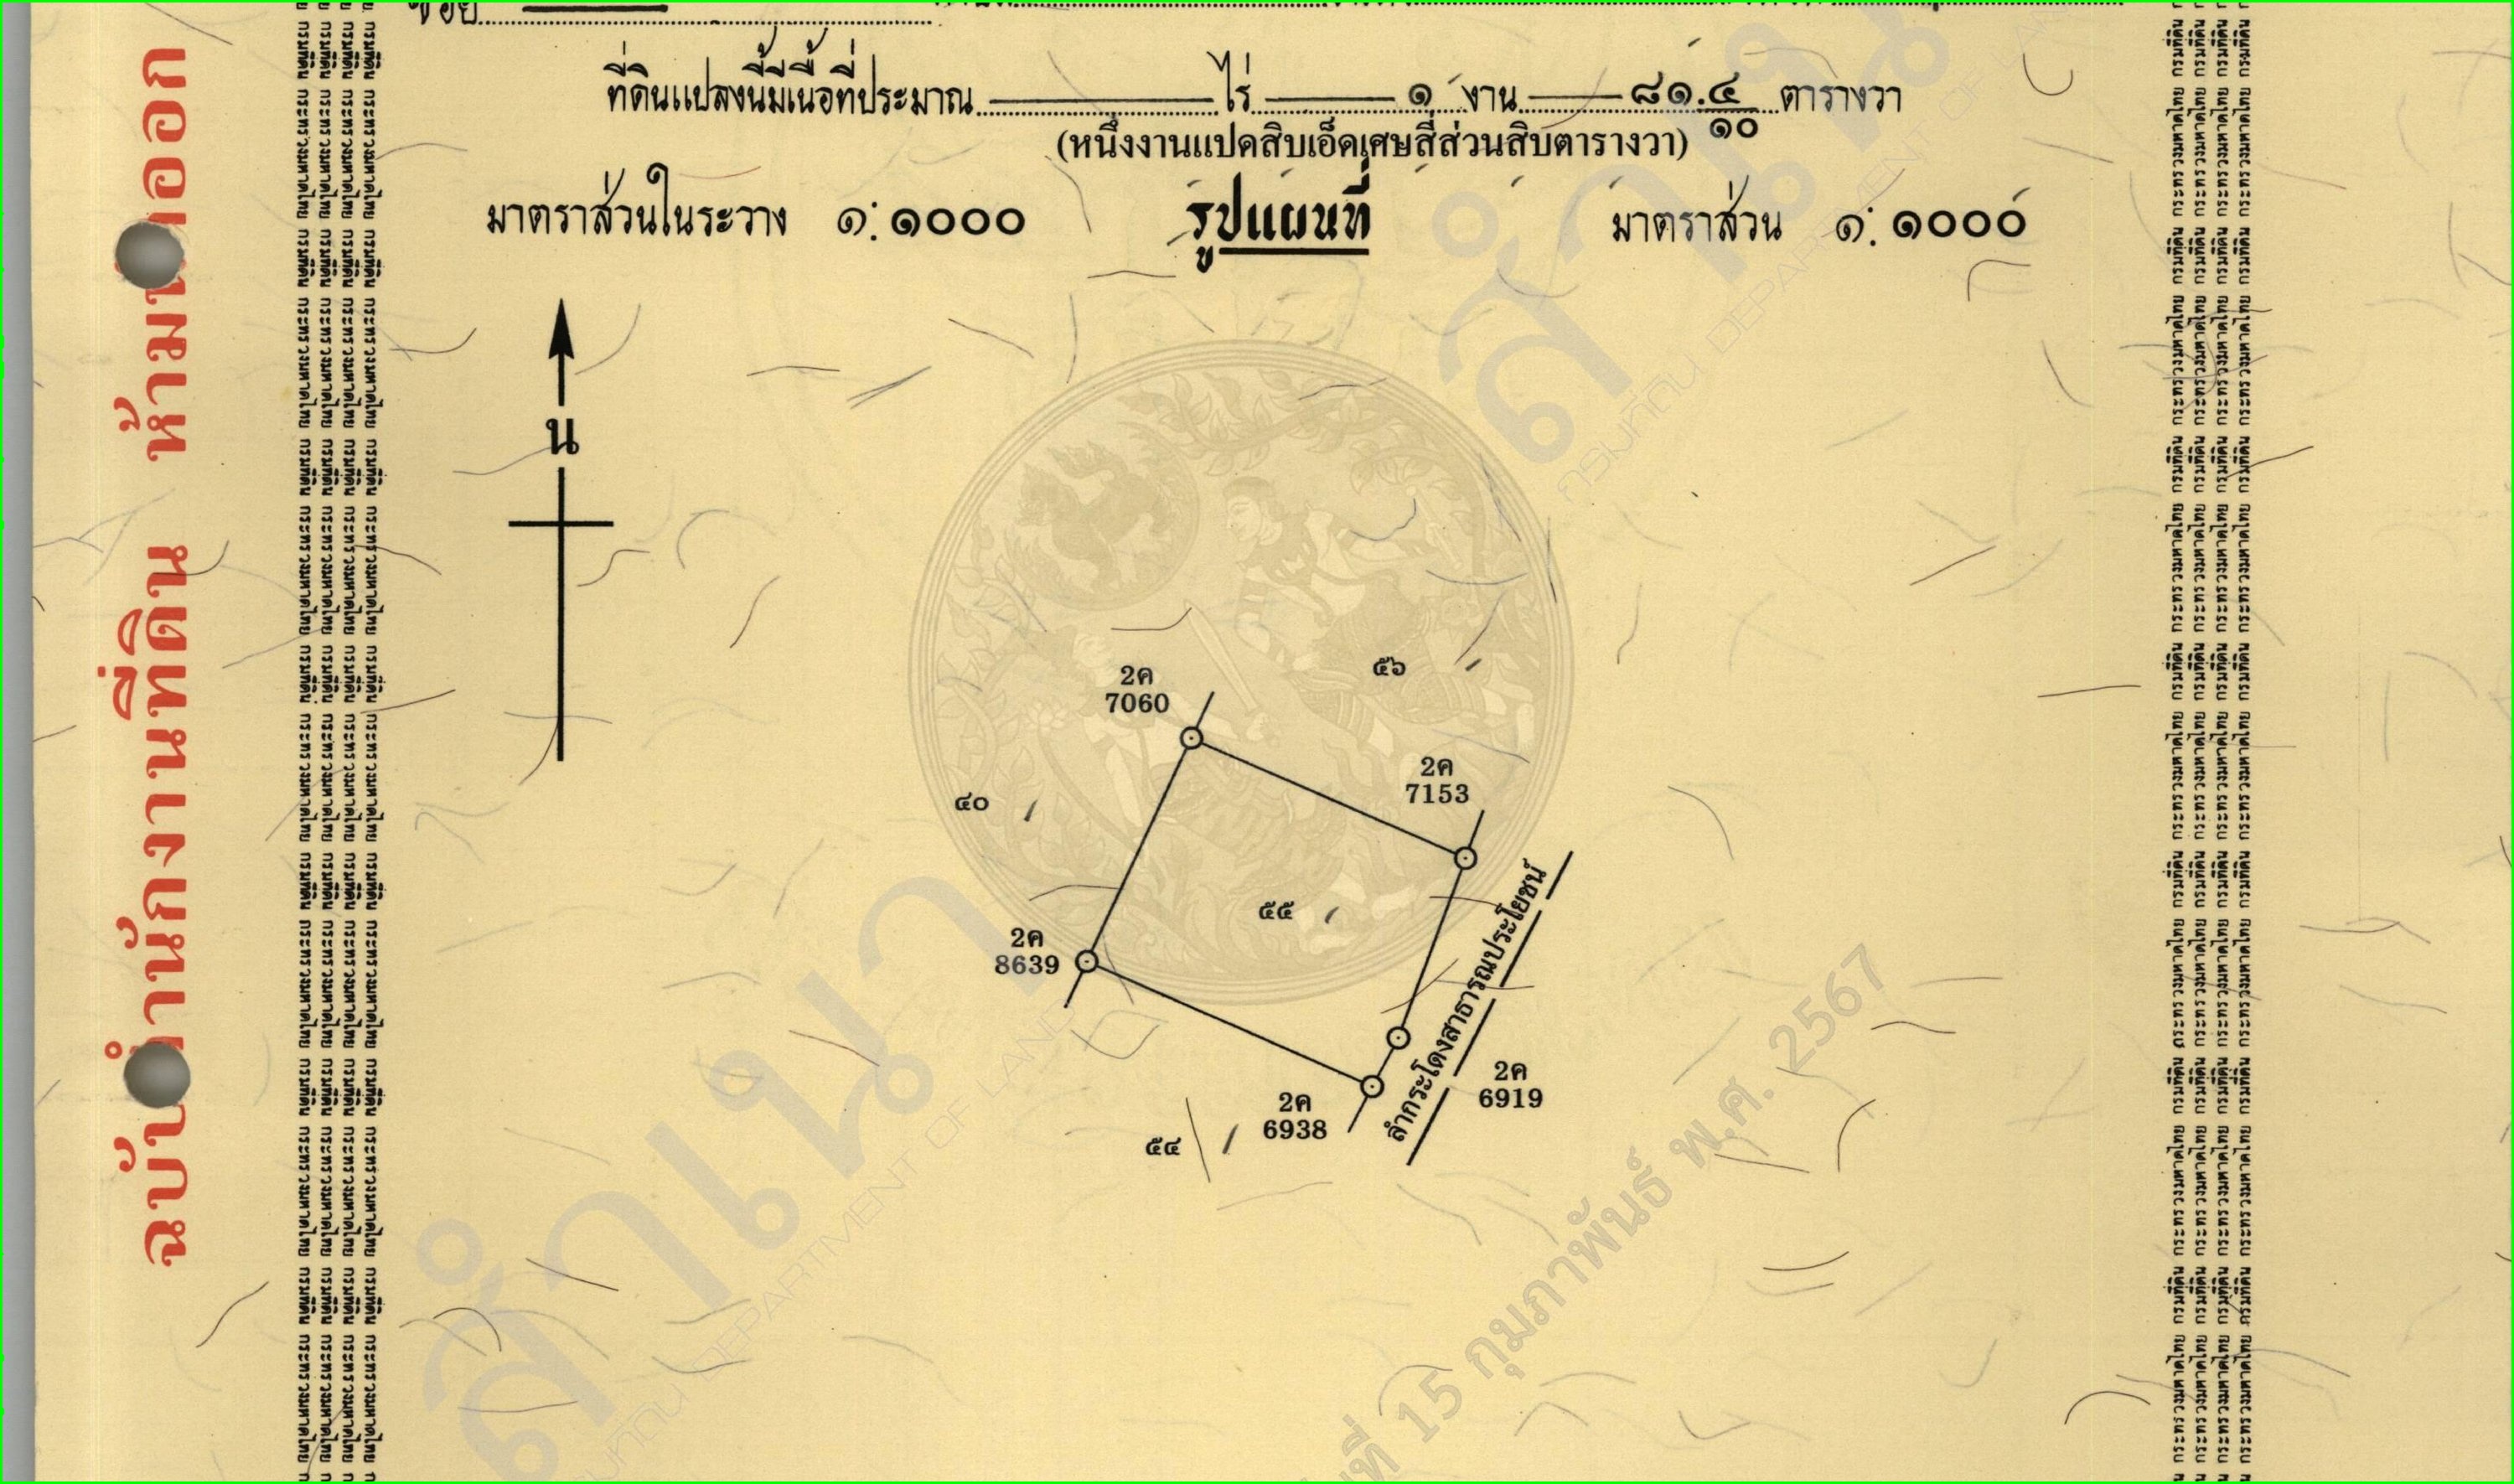 ซอย
ที่ดินแปลงนี้มีเนื้อที่ประมาณ ไร่ ๑ งาน ๘๑.๔ ตารางวา
๑๐
(หนึ่งงานแปดสิบเอ็ดเศษสี่ส่วนสิบตารางวา)
มาตราส่วนในระวาง ๑:๑๐๐๐ รูปแผนที่ มาตราส่วน ๑:๑๐๐๐
น
๕๖
2ค
7060
2ค
7153
๔๐
๕๕
2ค
8639
ลำกระโดงสาธารณประโยชน์
2ค
6919
2ค
6938
๕๔
ฉบับสำนักงานที่ดิน
สำเนา
กรมที่ดิน DEPARTMENT OF LAND
ที่ 15 กุมภาพันธ์ พ.ศ. 2567
กรมที่ดิน กระทรวงมหาดไทย